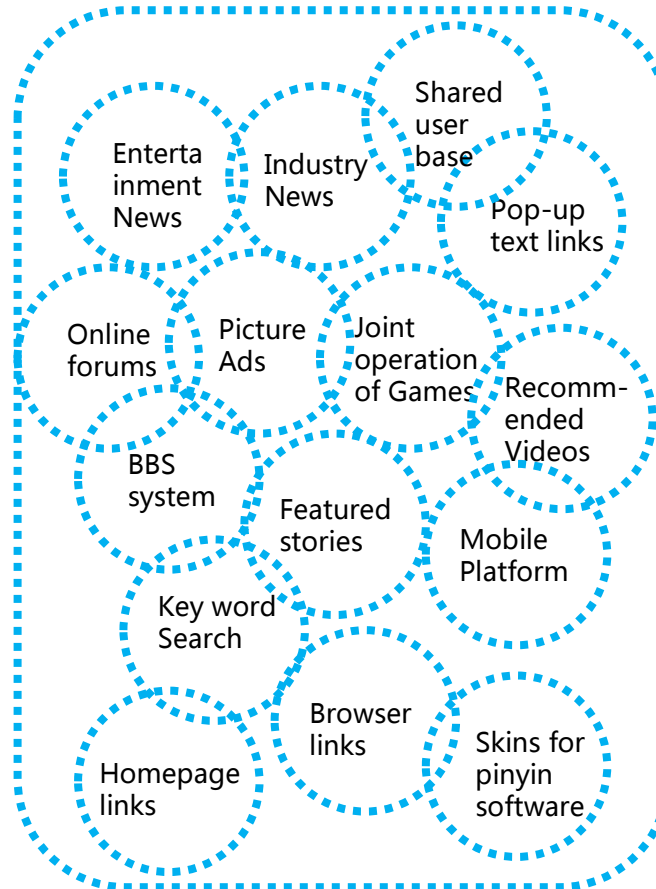 Shared
user
base
Enterta
inment
News
Industry
News
Pop-up
text links
Online
forums
Picture
Ads
Joint
operation
of Games
Recomm-
ended
Videos
BBS
system
Featured
stories
Mobile
Platform
Key word
Search
Browser
links
Skins for
pinyin
software
Homepage
links